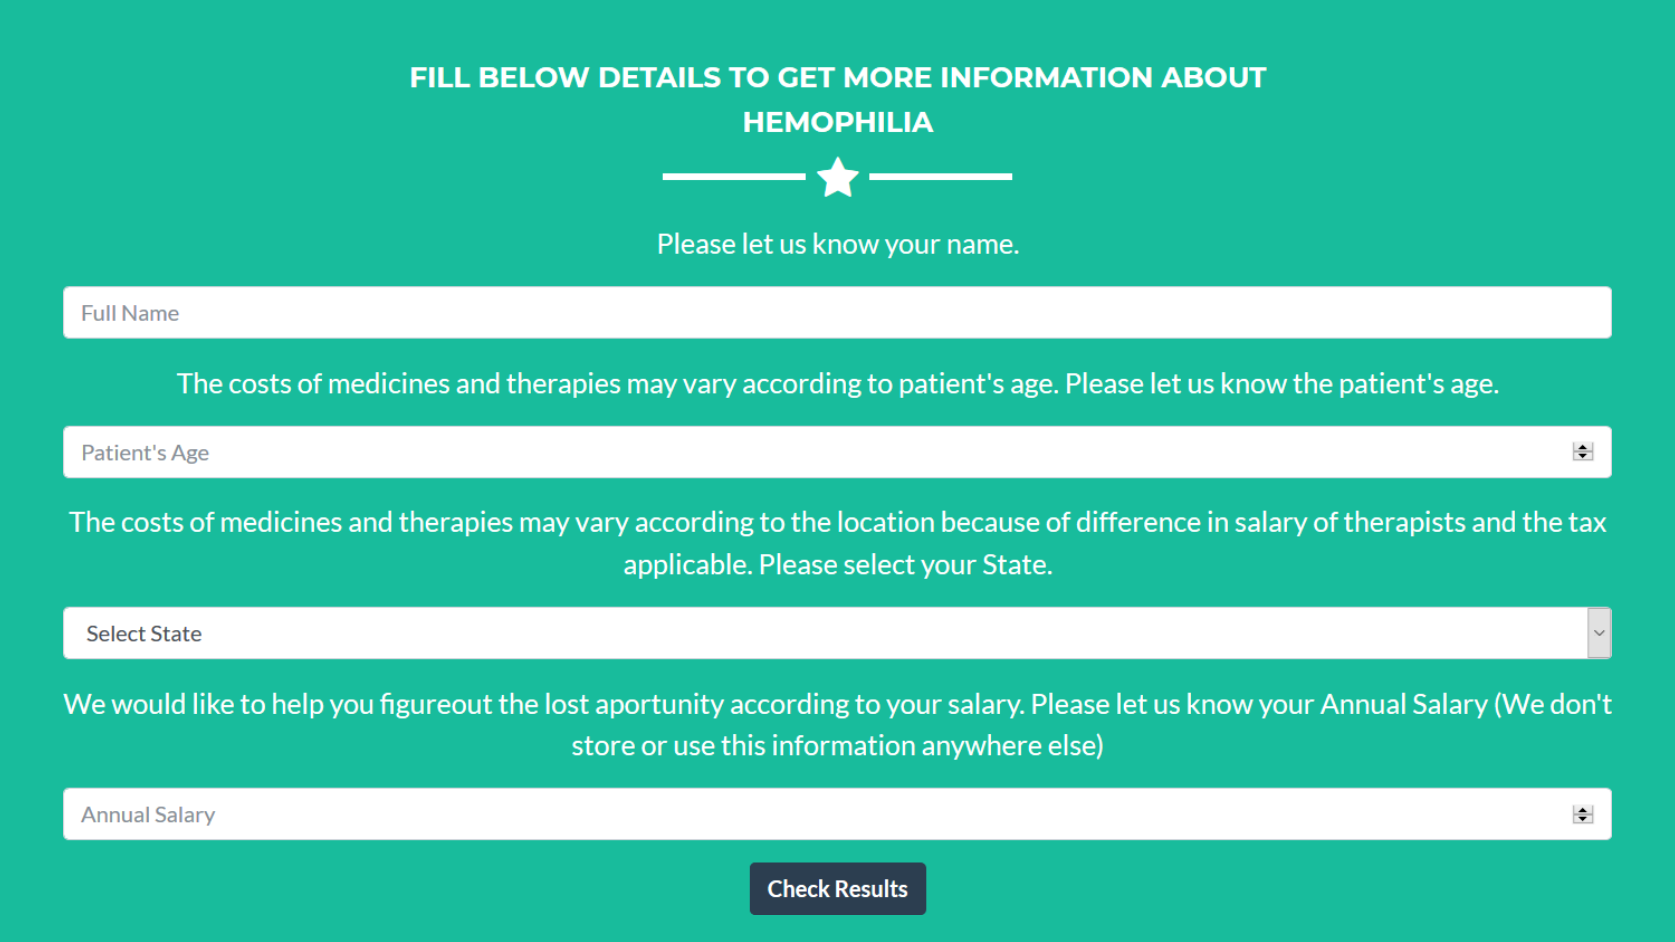 FILL BELOW DETAILS TO GET MORE INFORMATION ABOUT
HEMOPHILIA
Please let us know your name.
Full Name
The costs of medicines and therapies may vary according to patient's age. Please let us know the patient's age.
Patient's Age
The costs of medicines and therapies may vary according to the location because of difference in salary of therapists and the tax
applicable. Please select your State.
Select State
We would like to help you figureout the lost aportunity according to your salary. Please let us know your Annual Salary (We don't
store or use this information anywhere else)
Annual Salary
Check Results